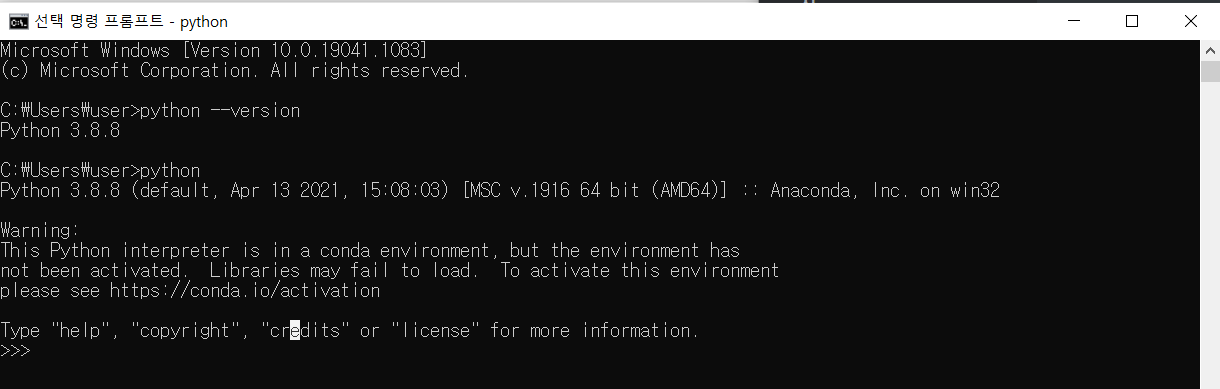 선택 명령 프롬프트 - python
Microsoft Windows [Version 10.0.19041.1083]
(c) Microsoft Corporation. All rights reserved.
C:₩Users₩user>python --version
Python 3.8.8
C:₩Users₩user>python
Python 3.8.8 (default, Apr 13 2021, 15:08:03) [MSC v.1916 64 bit (AMD64)] :: Anaconda, Inc. on win32
Warning:
This Python interpreter is in a conda environment, but the environment has
not been activated.  Libraries may fail to load.  To activate this environment
please see https://conda.io/activation
Type "help", "copyright", "credits" or "license" for more information.
>>>